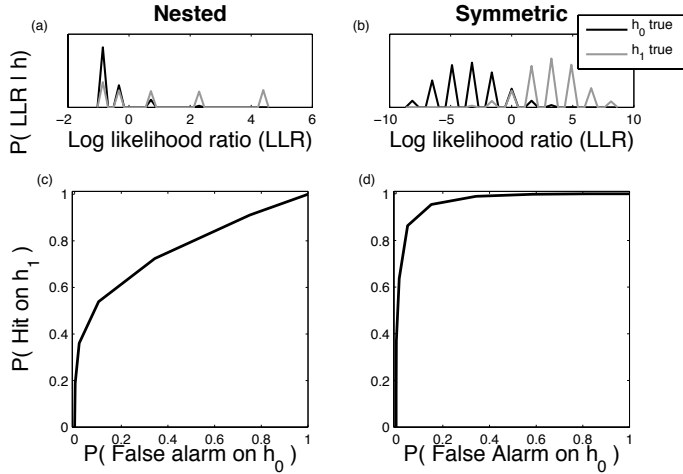 Nested
Symmetric
(a)
(b)
h0 true
h1 true
P( LLR | h)
−2 0 2 4 6
−10 −5 0 5 10
Log likelihood ratio (LLR)
Log likelihood ratio (LLR)
(c)
(d)
P( Hit on h1 )
1
0.8
0.6
0.4
0.2
0
0 0.2 0.4 0.6 0.8 1
P( False alarm on h0 )
1
0.8
0.6
0.4
0.2
0
0 0.2 0.4 0.6 0.8 1
P( False Alarm on h0 )